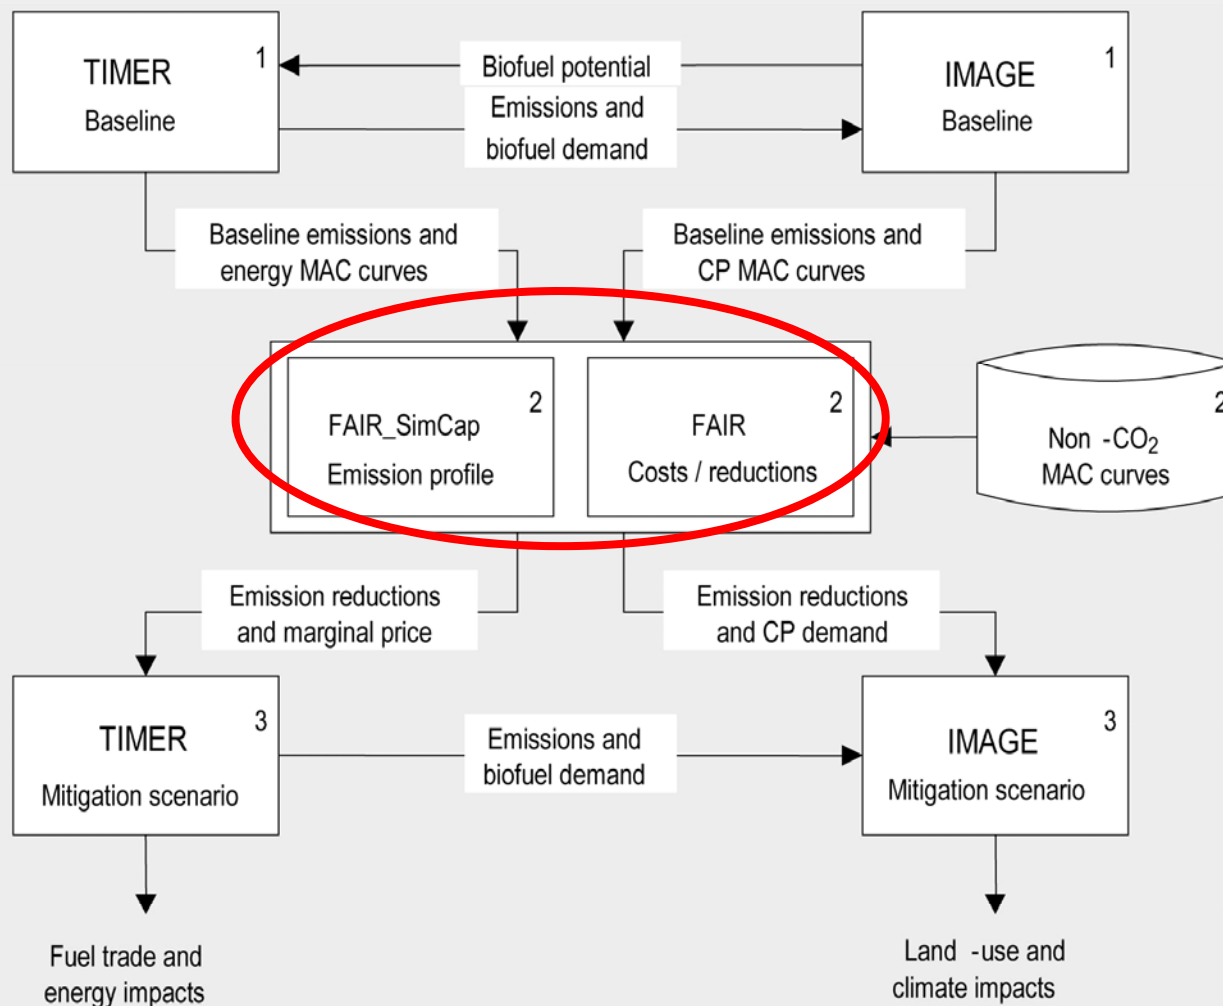 TIMER
1
Baseline
Biofuel potential
Emissions and
biofuel demand
IMAGE
1
Baseline
Baseline emissions and
energy MAC curves
Baseline emissions and
CP MAC curves
FAIR_SimCap
2
Emission profile
FAIR
2
Costs / reductions
2
Non -CO₂
MAC curves
Emission reductions
and marginal price
Emission reductions
and CP demand
TIMER
3
Mitigation scenario
Emissions and
biofuel demand
IMAGE
3
Mitigation scenario
Fuel trade and
energy impacts
Land -use and
climate impacts